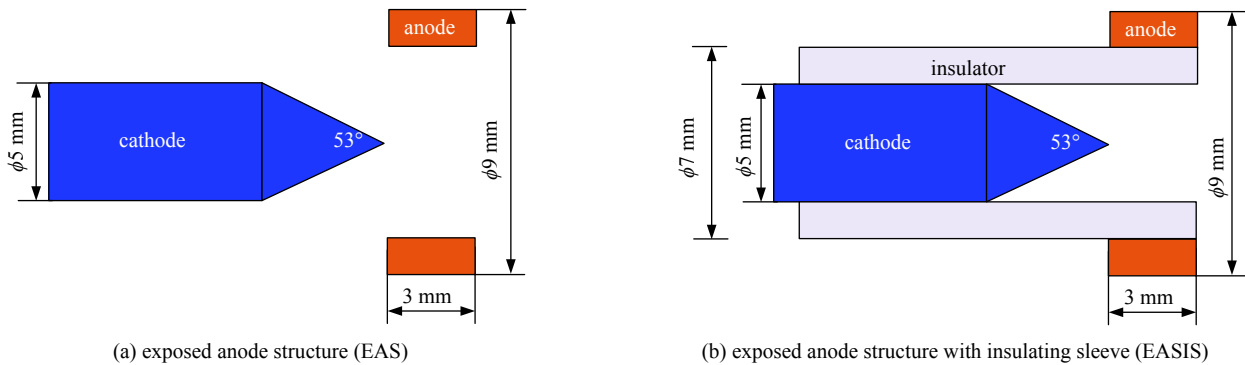 anode
cathode
53°
ϕ5 mm
ϕ9 mm
3 mm
(a) exposed anode structure (EAS)
anode
insulator
cathode
53°
ϕ7 mm
ϕ5 mm
ϕ9 mm
3 mm
(b) exposed anode structure with insulating sleeve (EASIS)